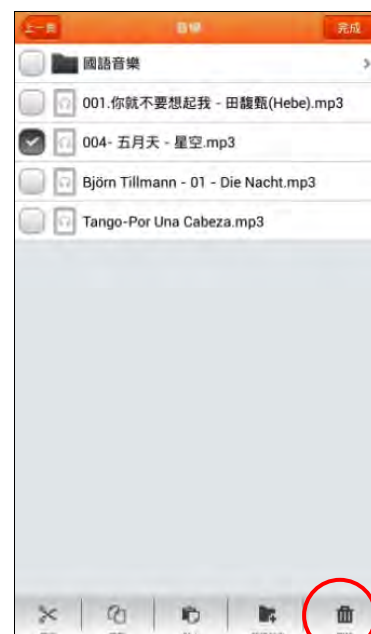 上一頁 音樂 完成
國語音樂
001.你就不要想起我 - 田馥甄(Hebe).mp3
004- 五月天 - 星空.mp3
Björn Tillmann - 01 - Die Nacht.mp3
Tango-Por Una Cabeza.mp3